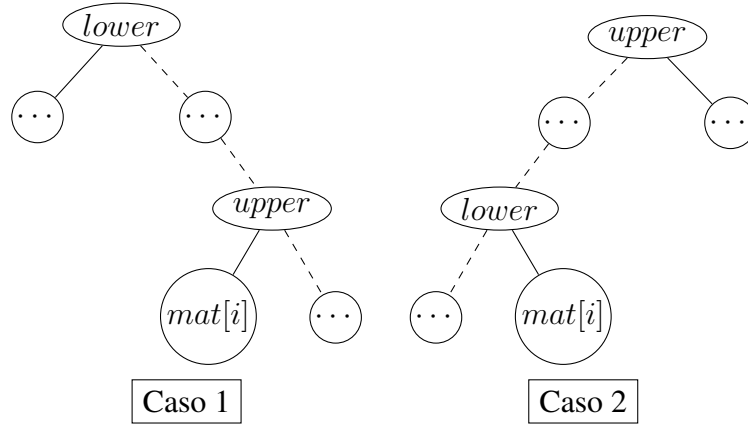 lower
upper
... ... ... ...
upper
lower
mat[i] ... ... mat[i]
Caso 1
Caso 2